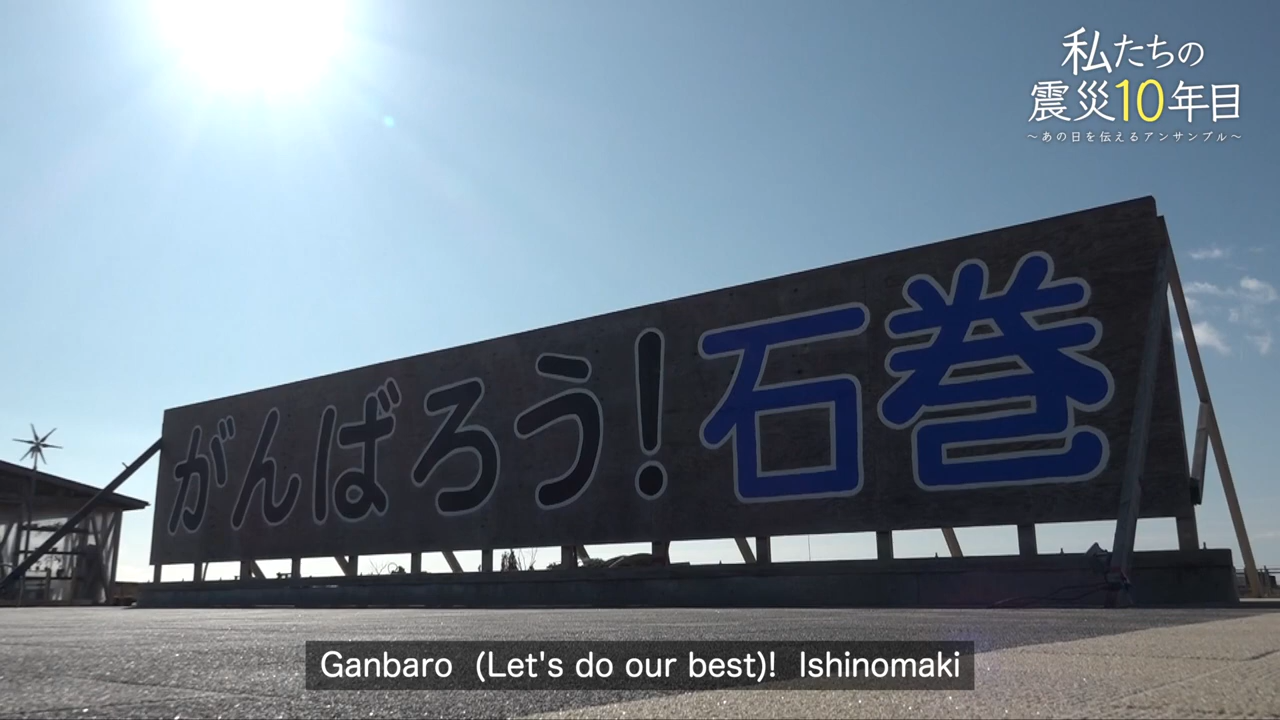 私たちの
震災10年目
~あの日を伝えるアンサンブル~
がんばろう!石巻
Ganbaro (Let's do our best)! Ishinomaki